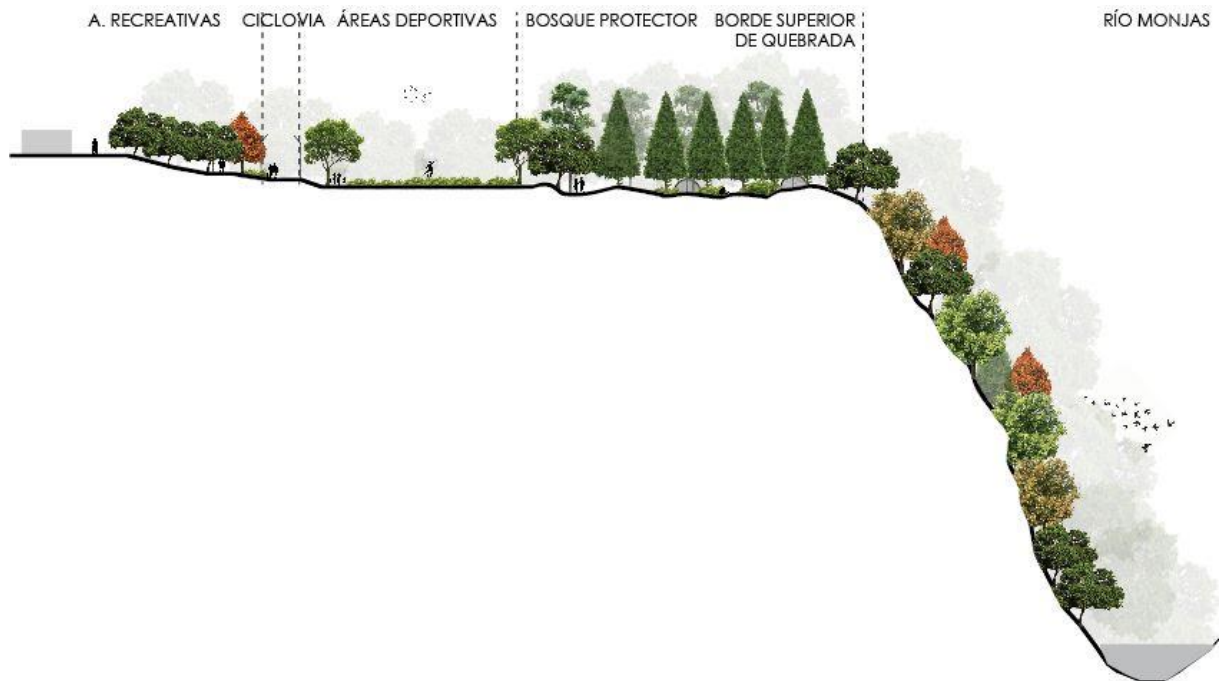 A. RECREATIVAS
CICLOVIA
ÁREAS DEPORTIVAS
BOSQUE PROTECTOR
BORDE SUPERIOR
DE QUEBRADA
RÍO MONJAS